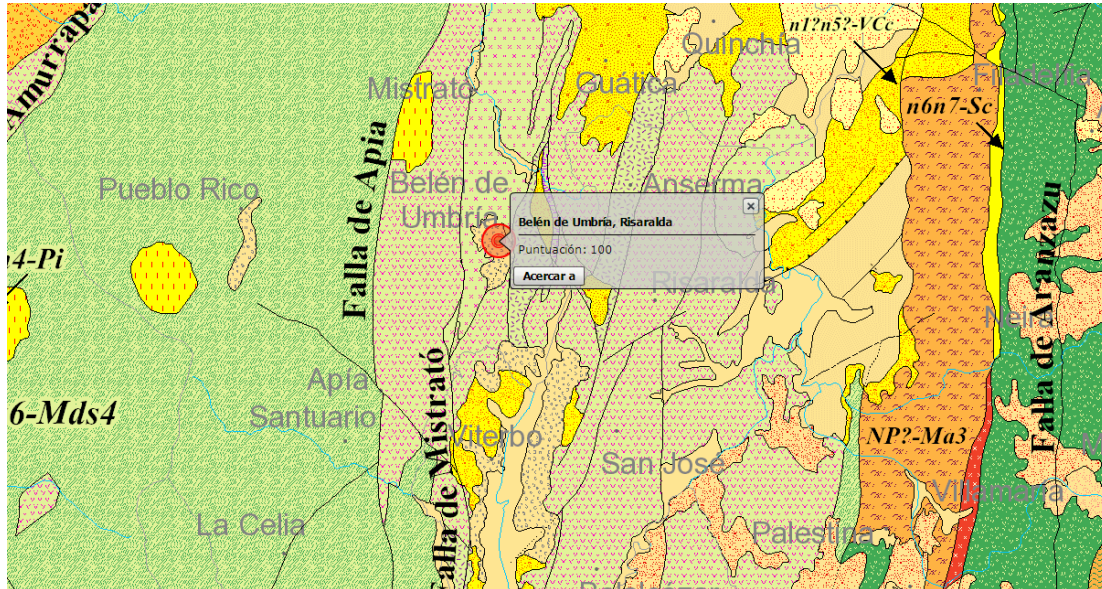 Amurrapá
Mistrató
Quinchía
Guática
n1?n5?-VCc
Filadelfia
n6n7-Sc
Pueblo Rico
Falla de Apia
Belén de
Umbría
Anserma
Belén de Umbría, Risaralda
Puntuación: 100
Acercar a
Risaralda
4-Pi
Falla de Aranzazu
Neira
Apía
Santuario
Falla de Mistrató
6-Mds4
Viterbo
San José
NP?-Ma3
Villamaría
La Celia
Palestina